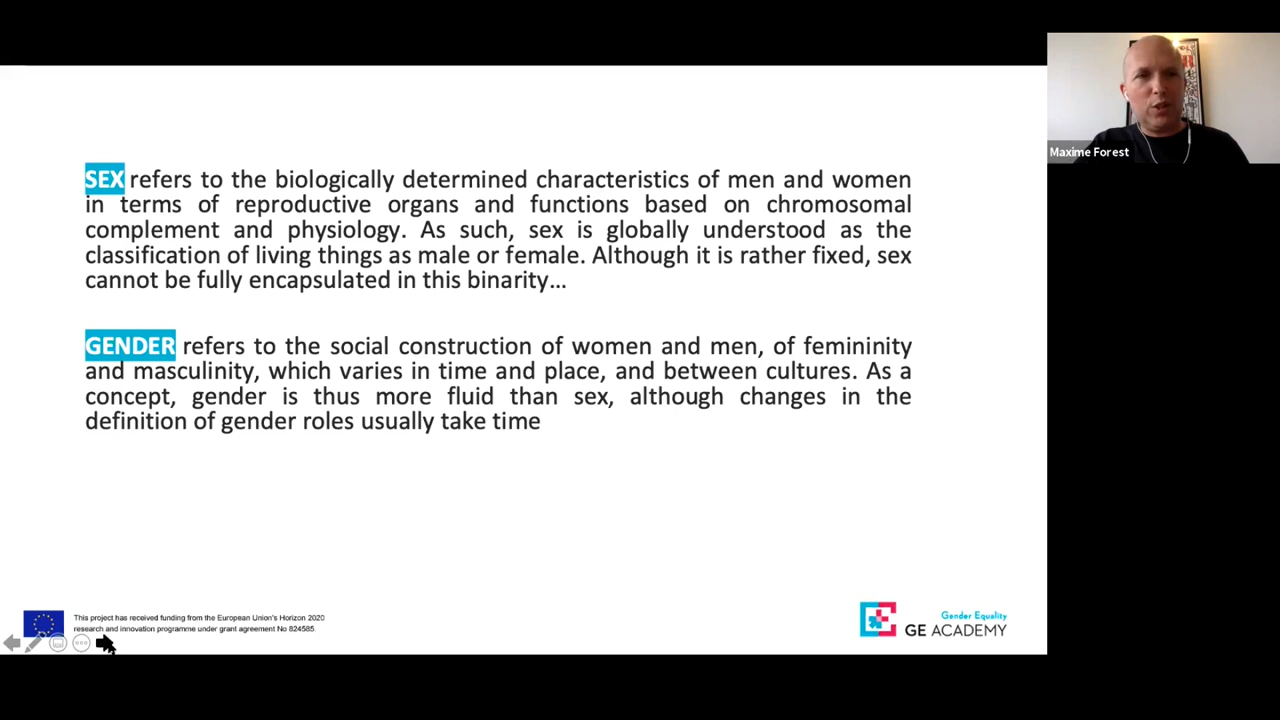 SEX refers to the biologically determined characteristics of men and women
in terms of reproductive organs and functions based on chromosomal
complement and physiology. As such, sex is globally understood as the
classification of living things as male or female. Although it is rather fixed, sex
cannot be fully encapsulated in this binarity...
GENDER refers to the social construction of women and men, of femininity
and masculinity, which varies in time and place, and between cultures. As a
concept, gender is thus more fluid than sex, although changes in the
definition of gender roles usually take time
Maxime Forest
This project has received funding from the European Union's Horizon 2020
research and innovation programme under grant agreement No 824585.
Gender Equality
GE ACADEMY